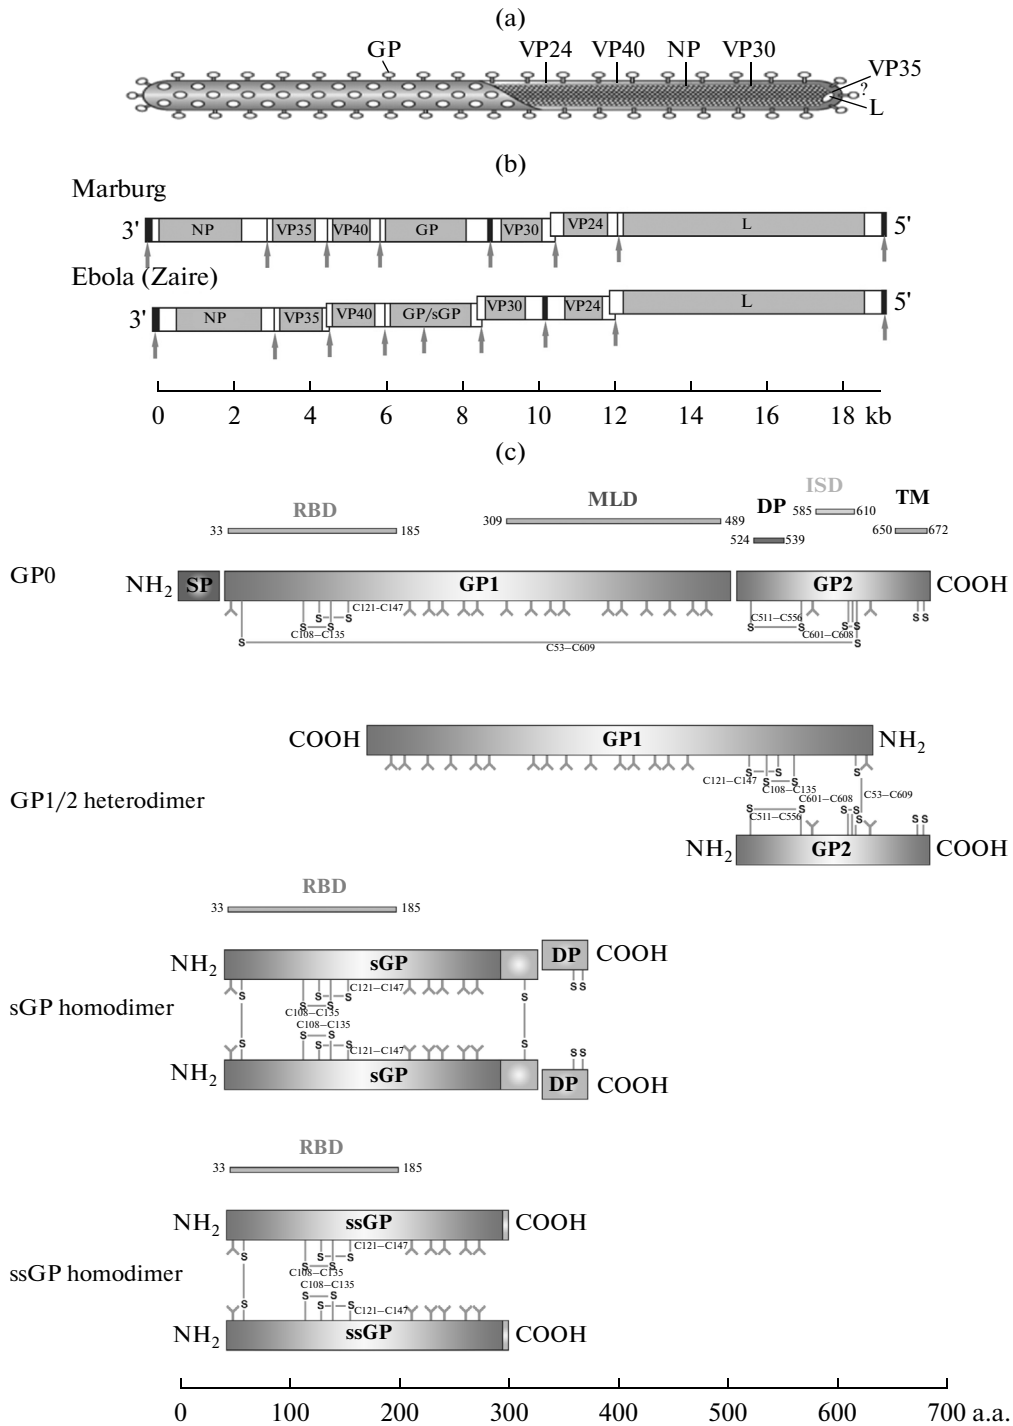 (a)
GP VP24 VP40 NP VP30
VP35
?
L
(b)
Marburg
3' NP VP35 VP40 GP VP30 VP24 L 5'
Ebola (Zaire)
3' NP VP35 VP40 GP/sGP VP30 VP24 L 5'
0 2 4 6 8 10 12 14 16 18 kb
(c)
RBD
33 185
MLD
309 489
DP
524 539
ISD
585 610
TM
650 672
GP0
NH2 SP GP1 GP2 COOH
C121–C147
S S
S S
C108–C135
C511–C556
S S
C601–C608
S S
S S
S C53–C609 S
GP1/2 heterodimer
COOH GP1 NH2
S S
C121–C147
S S
C108–C135
S
C53–C609
C601–C608
S S
S S
C511–C556
S
S S
NH2 GP2 COOH
RBD
33 185
sGP homodimer
NH2 sGP DP COOH
S S
C121–C147
S S
S S
C108–C135
S S
C108–C135
S S
S S
C121–C147
S S
S S
NH2 sGP DP COOH
RBD
33 185
ssGP homodimer
NH2 ssGP COOH
S
C121–C147
S S
S S
C108–C135
C108–C135
S S
S S
C121–C147
S
NH2 ssGP COOH
0 100 200 300 400 500 600 700 a.a.